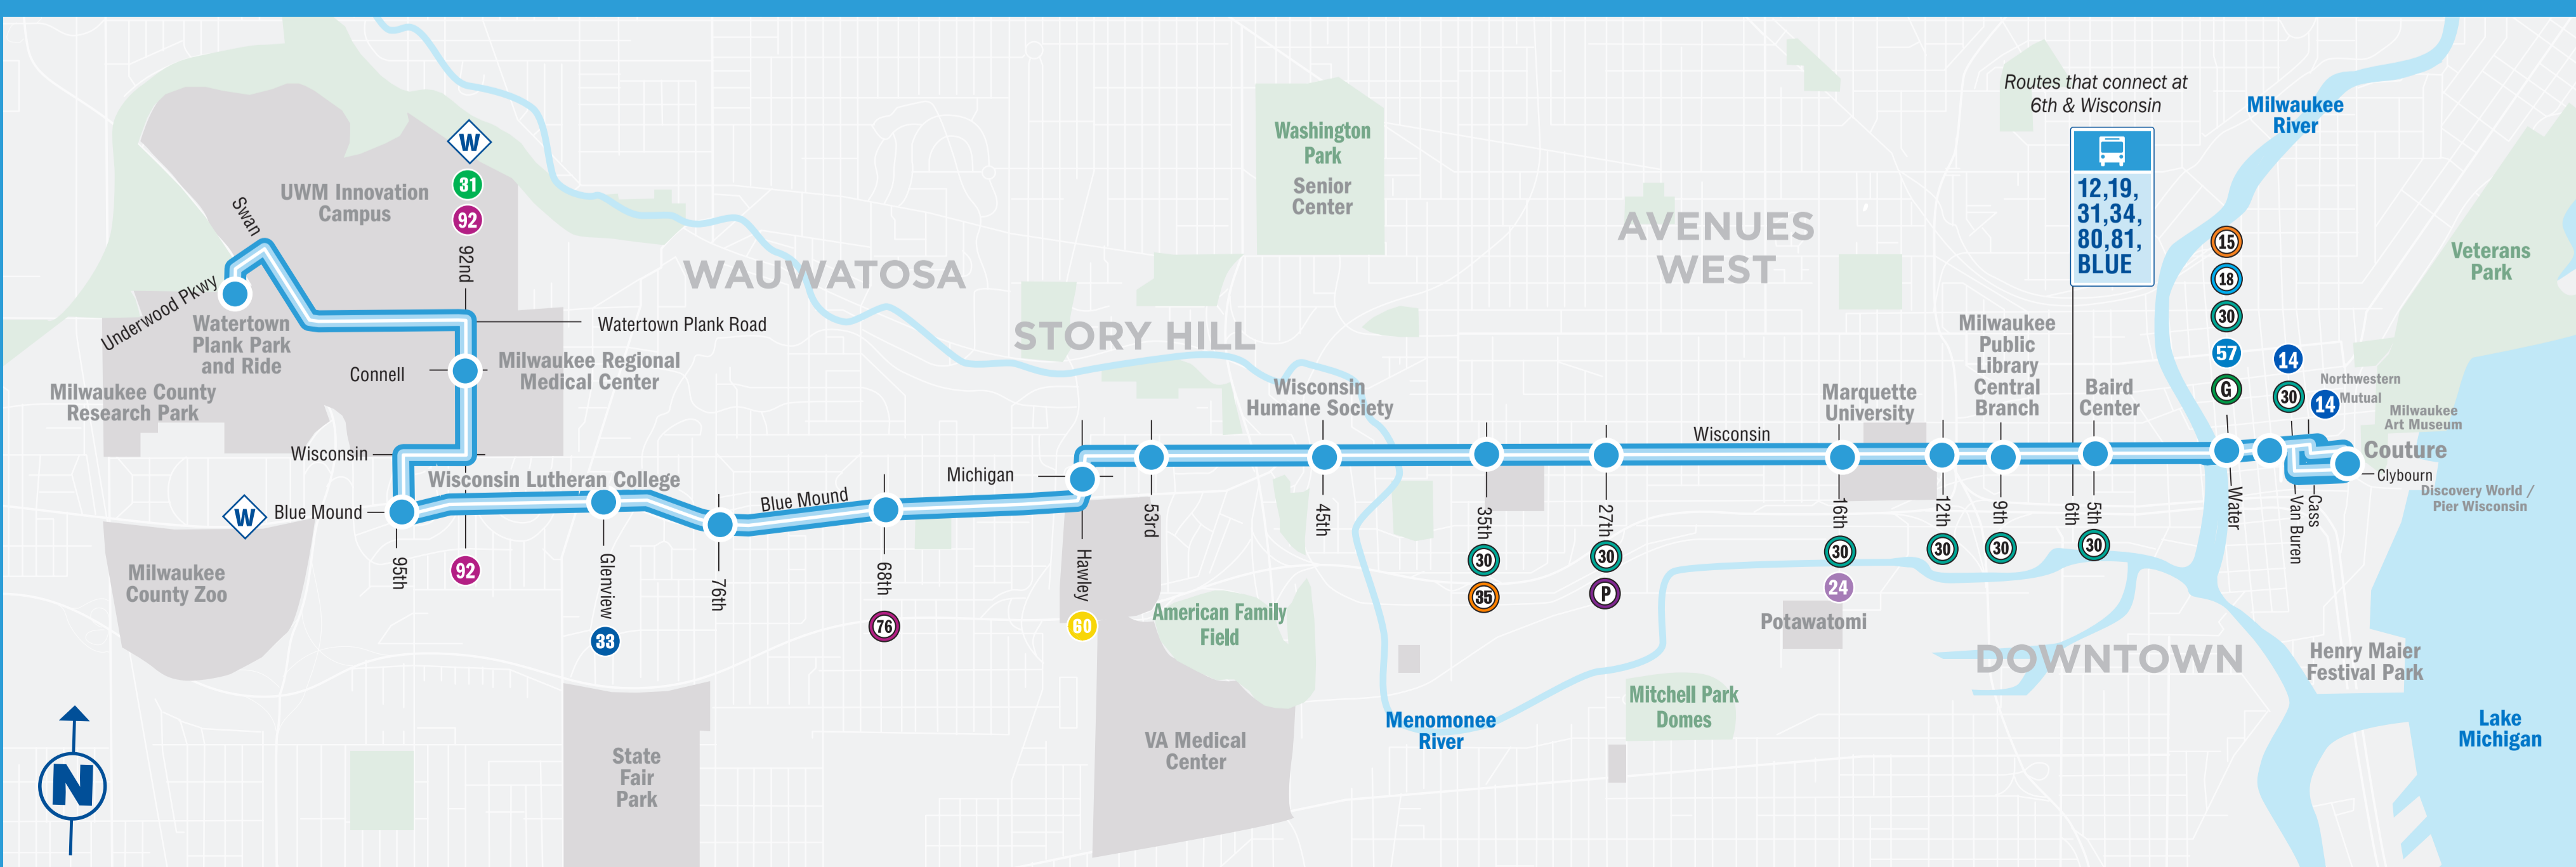 Routes that connect at
6th & Wisconsin
12,19,
31,34,
80,81,
BLUE
Milwaukee
River
Veterans
Park
W
31
92
92nd
UWM Innovation
Campus
Swan
Underwood Pkwy
Watertown
Plank Park
and Ride
Milwaukee County
Research Park
Watertown Plank Road
Connell
Milwaukee Regional
Medical Center
Wisconsin
Wisconsin Lutheran College
W
Blue Mound
95th
92
Milwaukee
County Zoo
Glenview
33
76th
Blue Mound
68th
76
State
Fair
Park
WAUWATOSA
STORY HILL
Washington
Park
Senior
Center
AVENUES
WEST
Michigan
Hawley
60
53rd
Wisconsin
Humane Society
45th
American Family
Field
VA Medical
Center
35th
30
35
27th
30
P
Menomonee
River
Mitchell Park
Domes
Wisconsin
Marquette
University
16th
30
24
Potawatomi
12th
30
Milwaukee
Public
Library
Central
Branch
9th
30
6th
Baird
Center
5th
30
DOWNTOWN
15
18
30
57
G
Water
14
30
14
Van Buren
Cass
Northwestern
Mutual
Milwaukee
Art Museum
Couture
Clybourn
Discovery World /
Pier Wisconsin
Henry Maier
Festival Park
Lake
Michigan
N